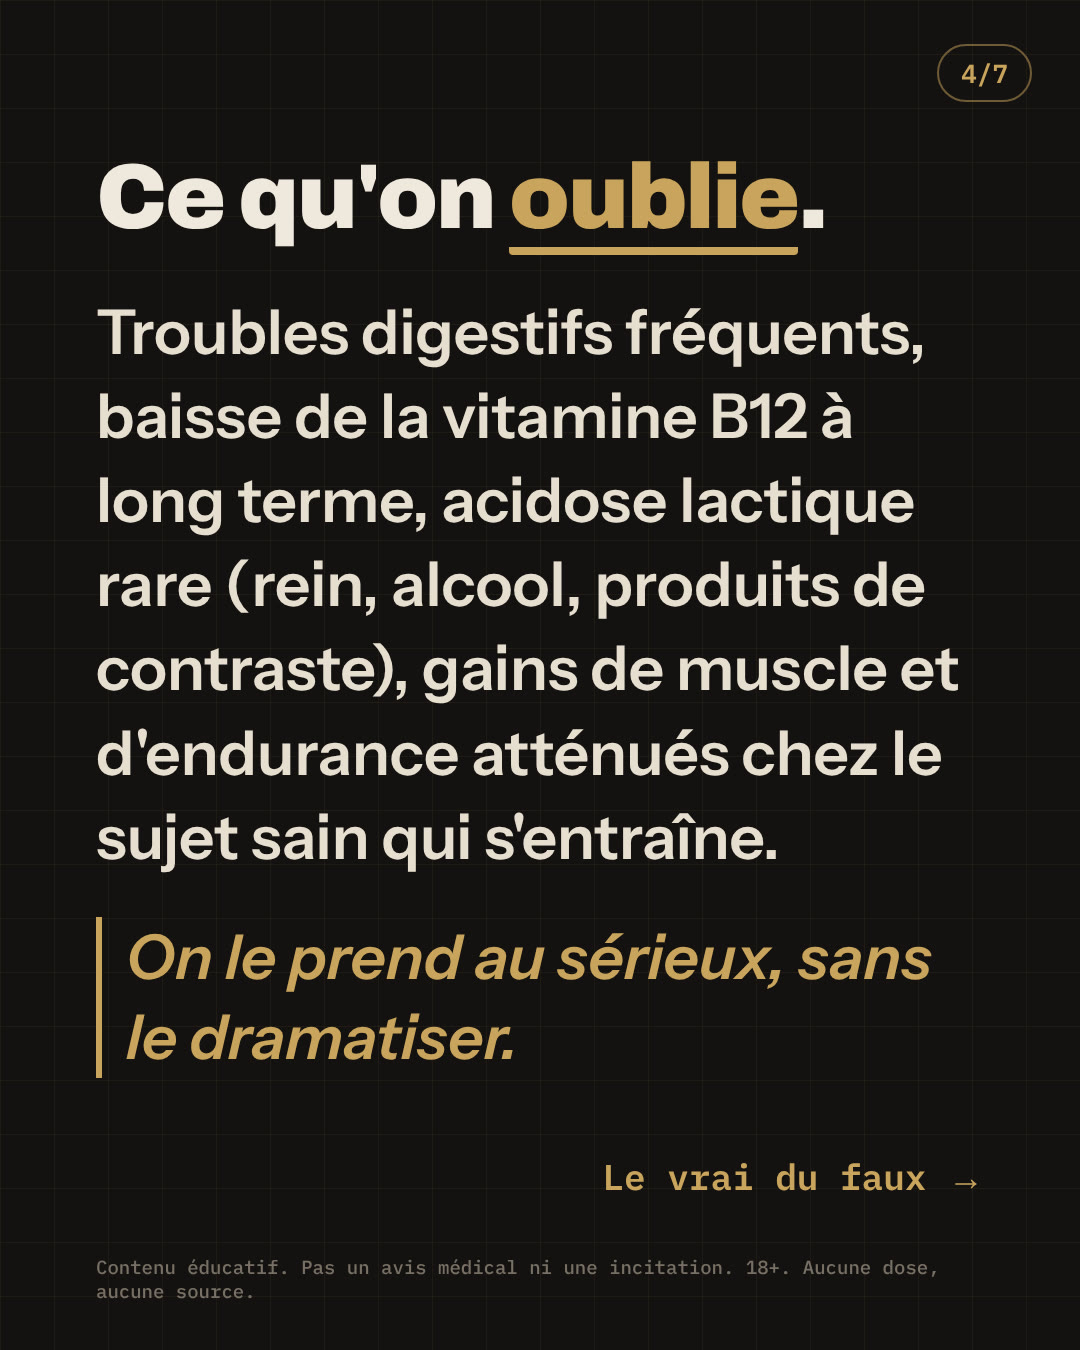 4/7
Ce qu'on oublie.
Troubles digestifs fréquents,
baisse de la vitamine B12 à
long terme, acidose lactique
rare (rein, alcool, produits de
contraste), gains de muscle et
d'endurance atténués chez le
sujet sain qui s'entraîne.
On le prend au sérieux, sans
le dramatiser.
Le vrai du faux →
Contenu éducatif. Pas un avis médical ni une incitation. 18+. Aucune dose,
aucune source.